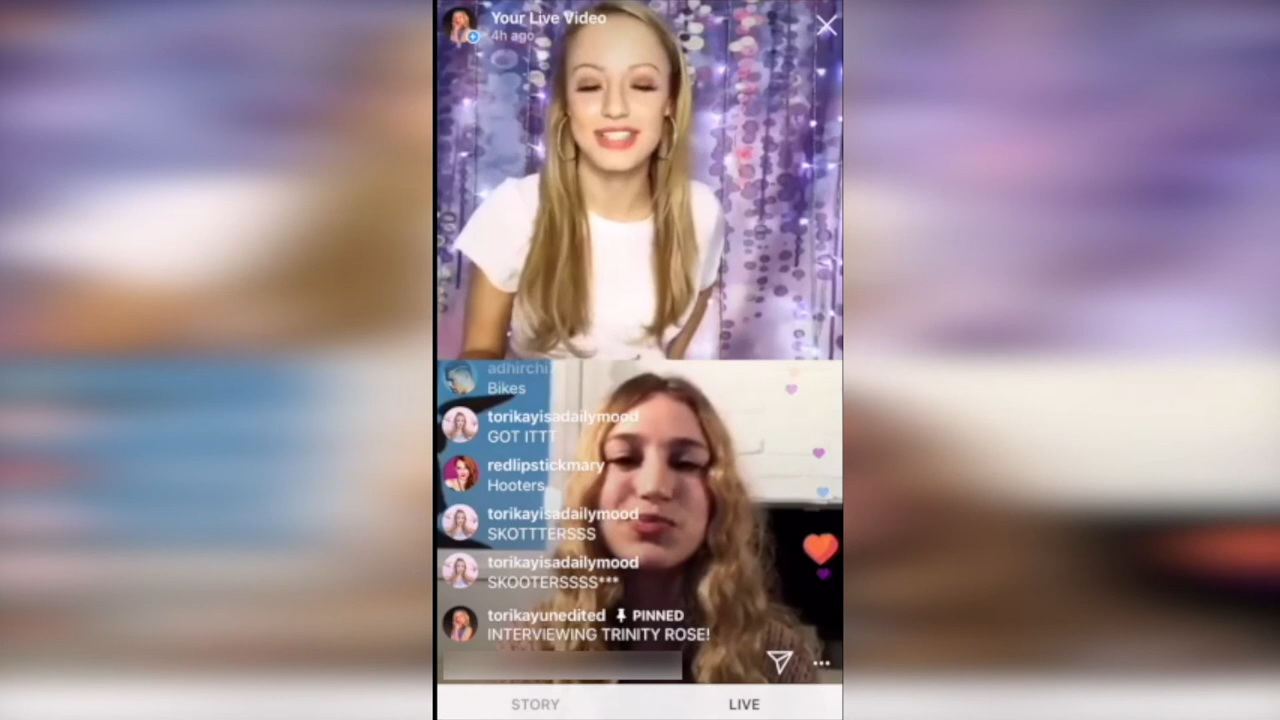 Your Live Video
4h ago
adhirchi
Bikes
torikayisadailymood
GOT ITTT
redlipstickmary
Hooters
torikayisadailymood
SKOTTTERSSS
torikayisadailymood
SKOOTERSSSS***
torikayunedited PINNED
INTERVIEWING TRINITY ROSE!
STORY
LIVE